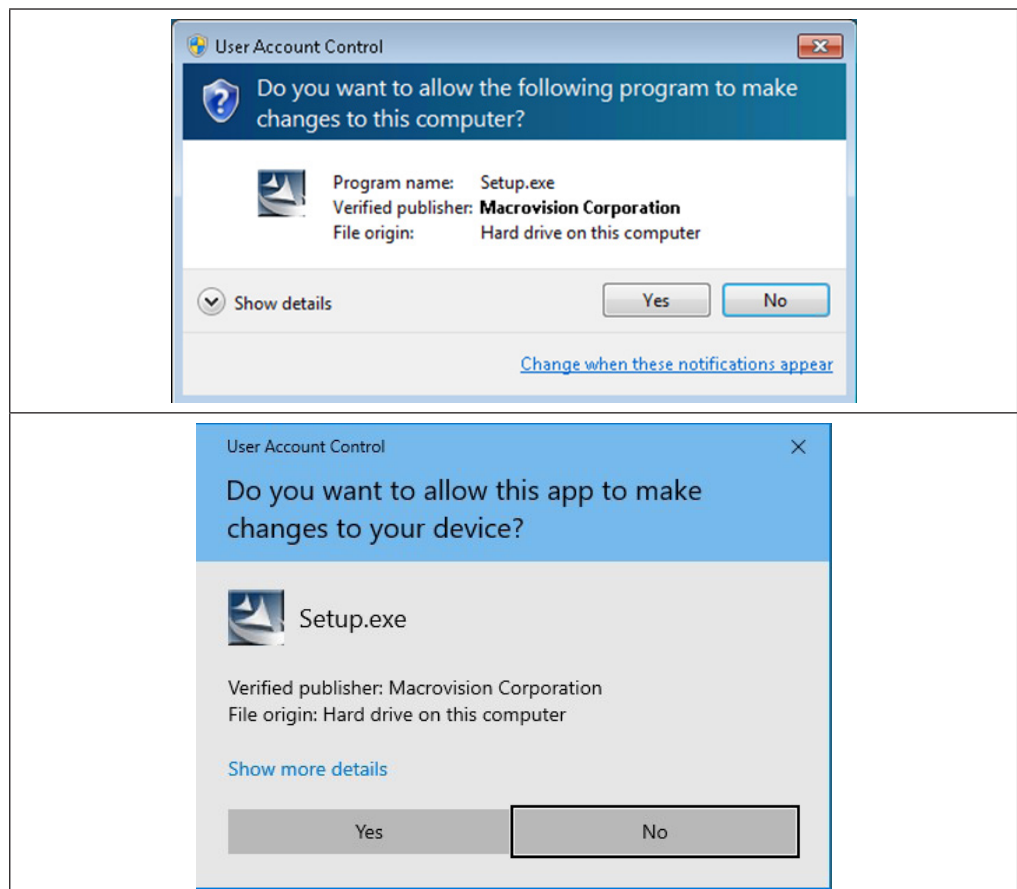 User Account Control
Do you want to allow the following program to make
changes to this computer?
Program name: Setup.exe
Verified publisher: Macrovision Corporation
File origin: Hard drive on this computer
Show details
Yes No
Change when these notifications appear
User Account Control
Do you want to allow this app to make
changes to your device?
Setup.exe
Verified publisher: Macrovision Corporation
File origin: Hard drive on this computer
Show more details
Yes No